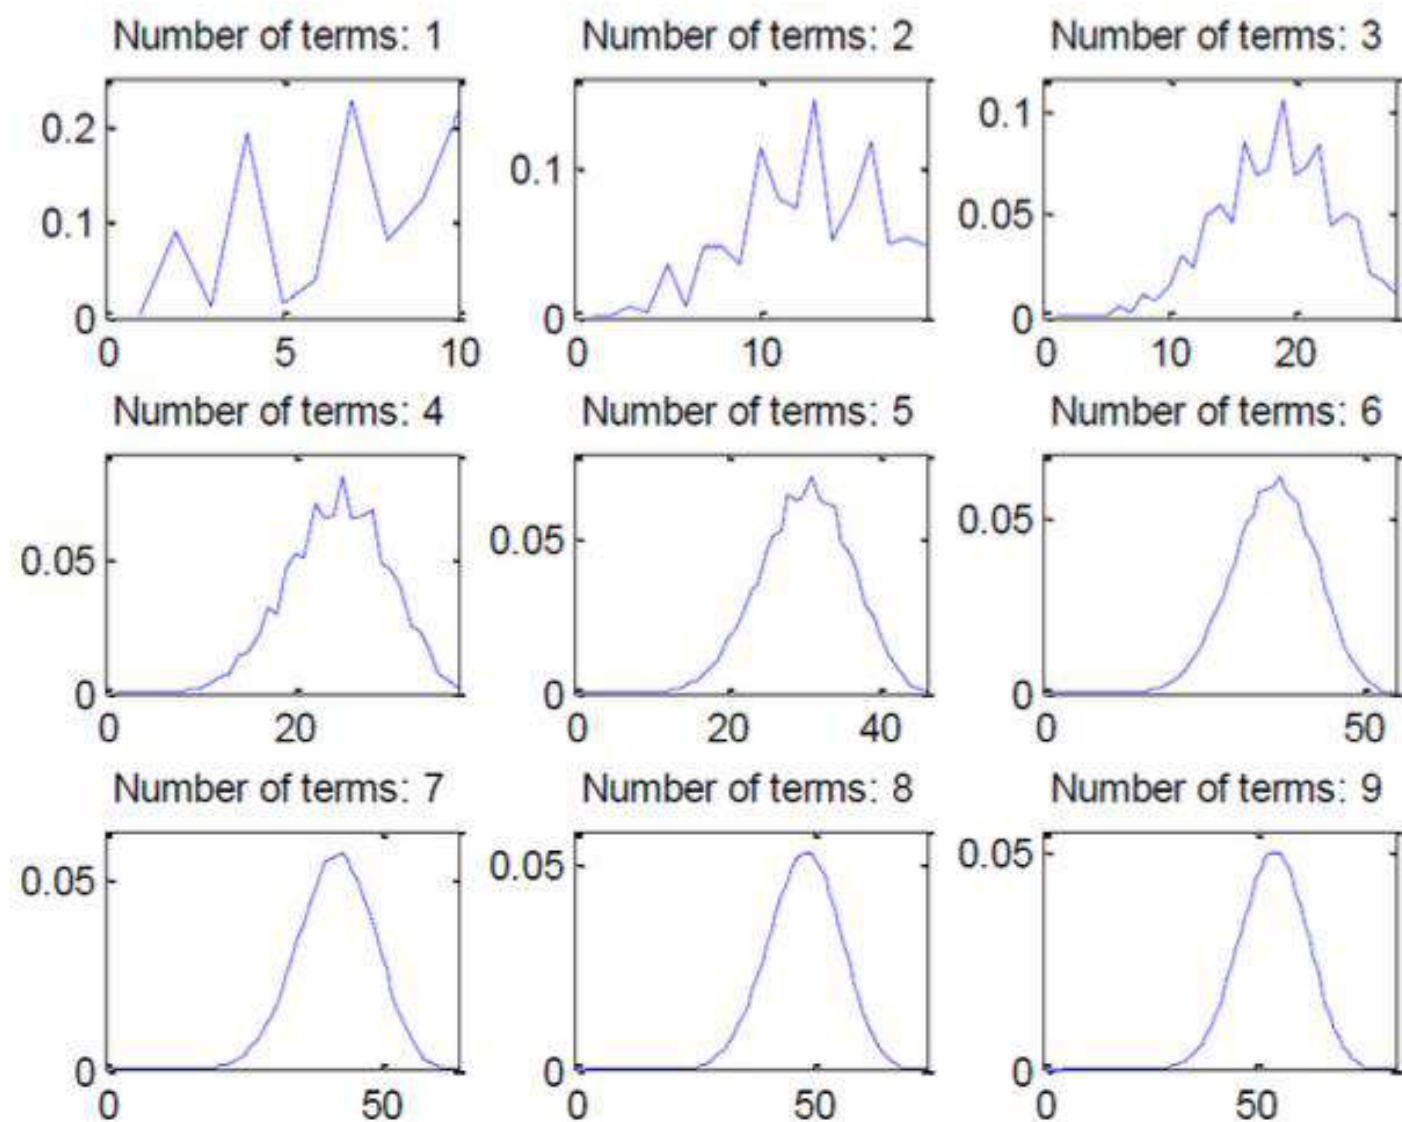 Number of terms: 1
0.2
0.1
0
0 5 10
Number of terms: 2
0.1
0
0 10
Number of terms: 3
0.1
0.05
0
0 10 20
Number of terms: 4
0.05
0
0 20
Number of terms: 5
0.05
0
0 20 40
Number of terms: 6
0.05
0
0 50
Number of terms: 7
0.05
0
0 50
Number of terms: 8
0.05
0
0 50
Number of terms: 9
0.05
0
0 50